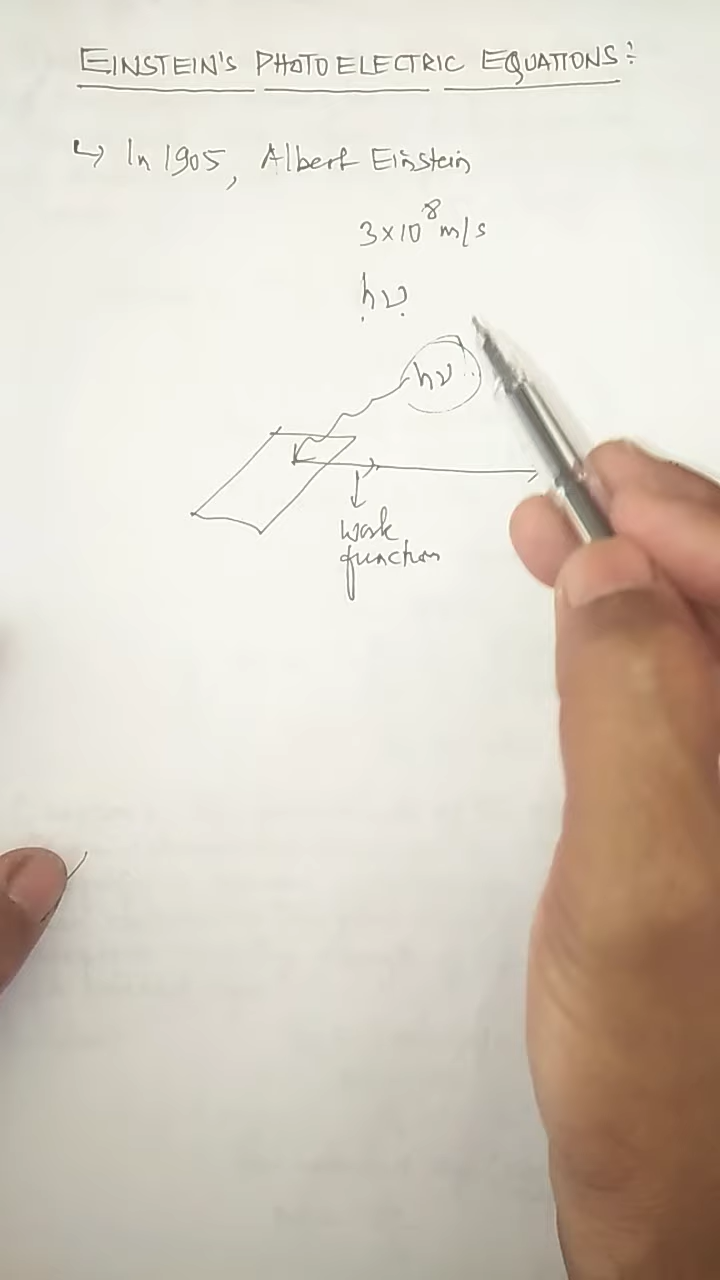 EINSTEIN'S PHOTOELECTRIC EQUATIONS:
↳ In 1905, Albert Einstein
3×10⁸ m/s
hν
hν
Work
function